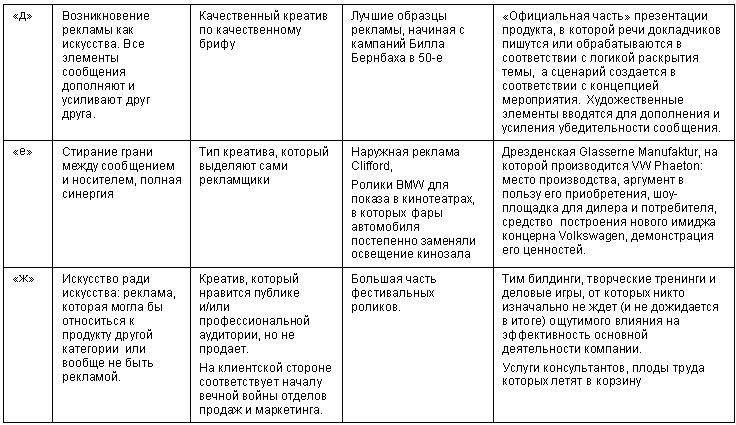 «д»
Возникновение
рекламы как
искусства. Все
элементы
сообщения
дополняют и
усиливают друг
друга.
Качественный креатив
по качественному
брифу
Лучшие образцы
рекламы, начиная с
кампаний Билла
Бернбаха в 50-е
«Официальная часть» презентации
продукта, в которой речи докладчиков
пишутся или обрабатываются в
соответствии с логикой раскрытия
темы, а сценарий создается в
соответствии с концепцией
мероприятия. Художественные
элементы вводятся для дополнения и
усиления убедительности сообщения.
«е»
Стирание грани
между сообщением
и носителем, полная
синергия
Тип креатива, который
выделяют сами
рекламщики
Наружная реклама
Clifford,
Ролики BMW для
показа в кинотеатрах,
в которых фары
автомобиля
постепенно заменяли
освещение кинозала
Дрезденская Glasserne Manufaktur, на
которой производится VW Phaeton:
место производства, аргумент в
пользу его приобретения, шоу-
площадка для дилера и потребителя,
средство построения нового имиджа
концерна Volkswagen, демонстрация
его ценностей.
«ж»
Искусство ради
искусства: реклама,
которая могла бы
относиться к
продукту другой
категории или
вообще не быть
рекламой.
Креатив, который
нравится публике
и/или
профессиональной
аудитории, но не
продает.
На клиентской стороне
соответствует началу
вечной войны отделов
продаж и маркетинга.
Большая часть
фестивальных
роликов.
Тим билдинги, творческие тренинги и
деловые игры, от которых никто
изначально не ждет (и не дожидается
в итоге) ощутимого влияния на
эффективность основной
деятельности компании.
Услуги консультантов, плоды труда
которых летят в корзину